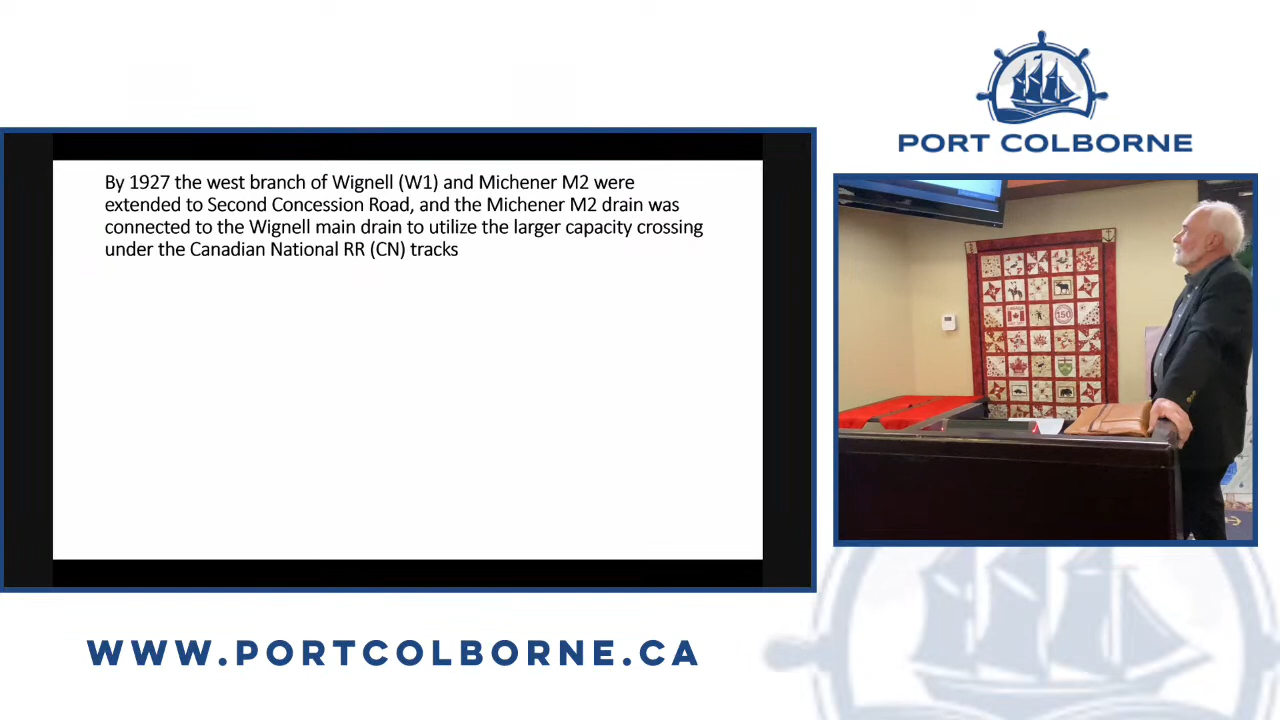 PORT COLBORNE
By 1927 the west branch of Wignell (W1) and Michener M2 were
extended to Second Concession Road, and the Michener M2 drain was
connected to the Wignell main drain to utilize the larger capacity crossing
under the Canadian National RR (CN) tracks
150
WWW.PORTCOLBORNE.CA